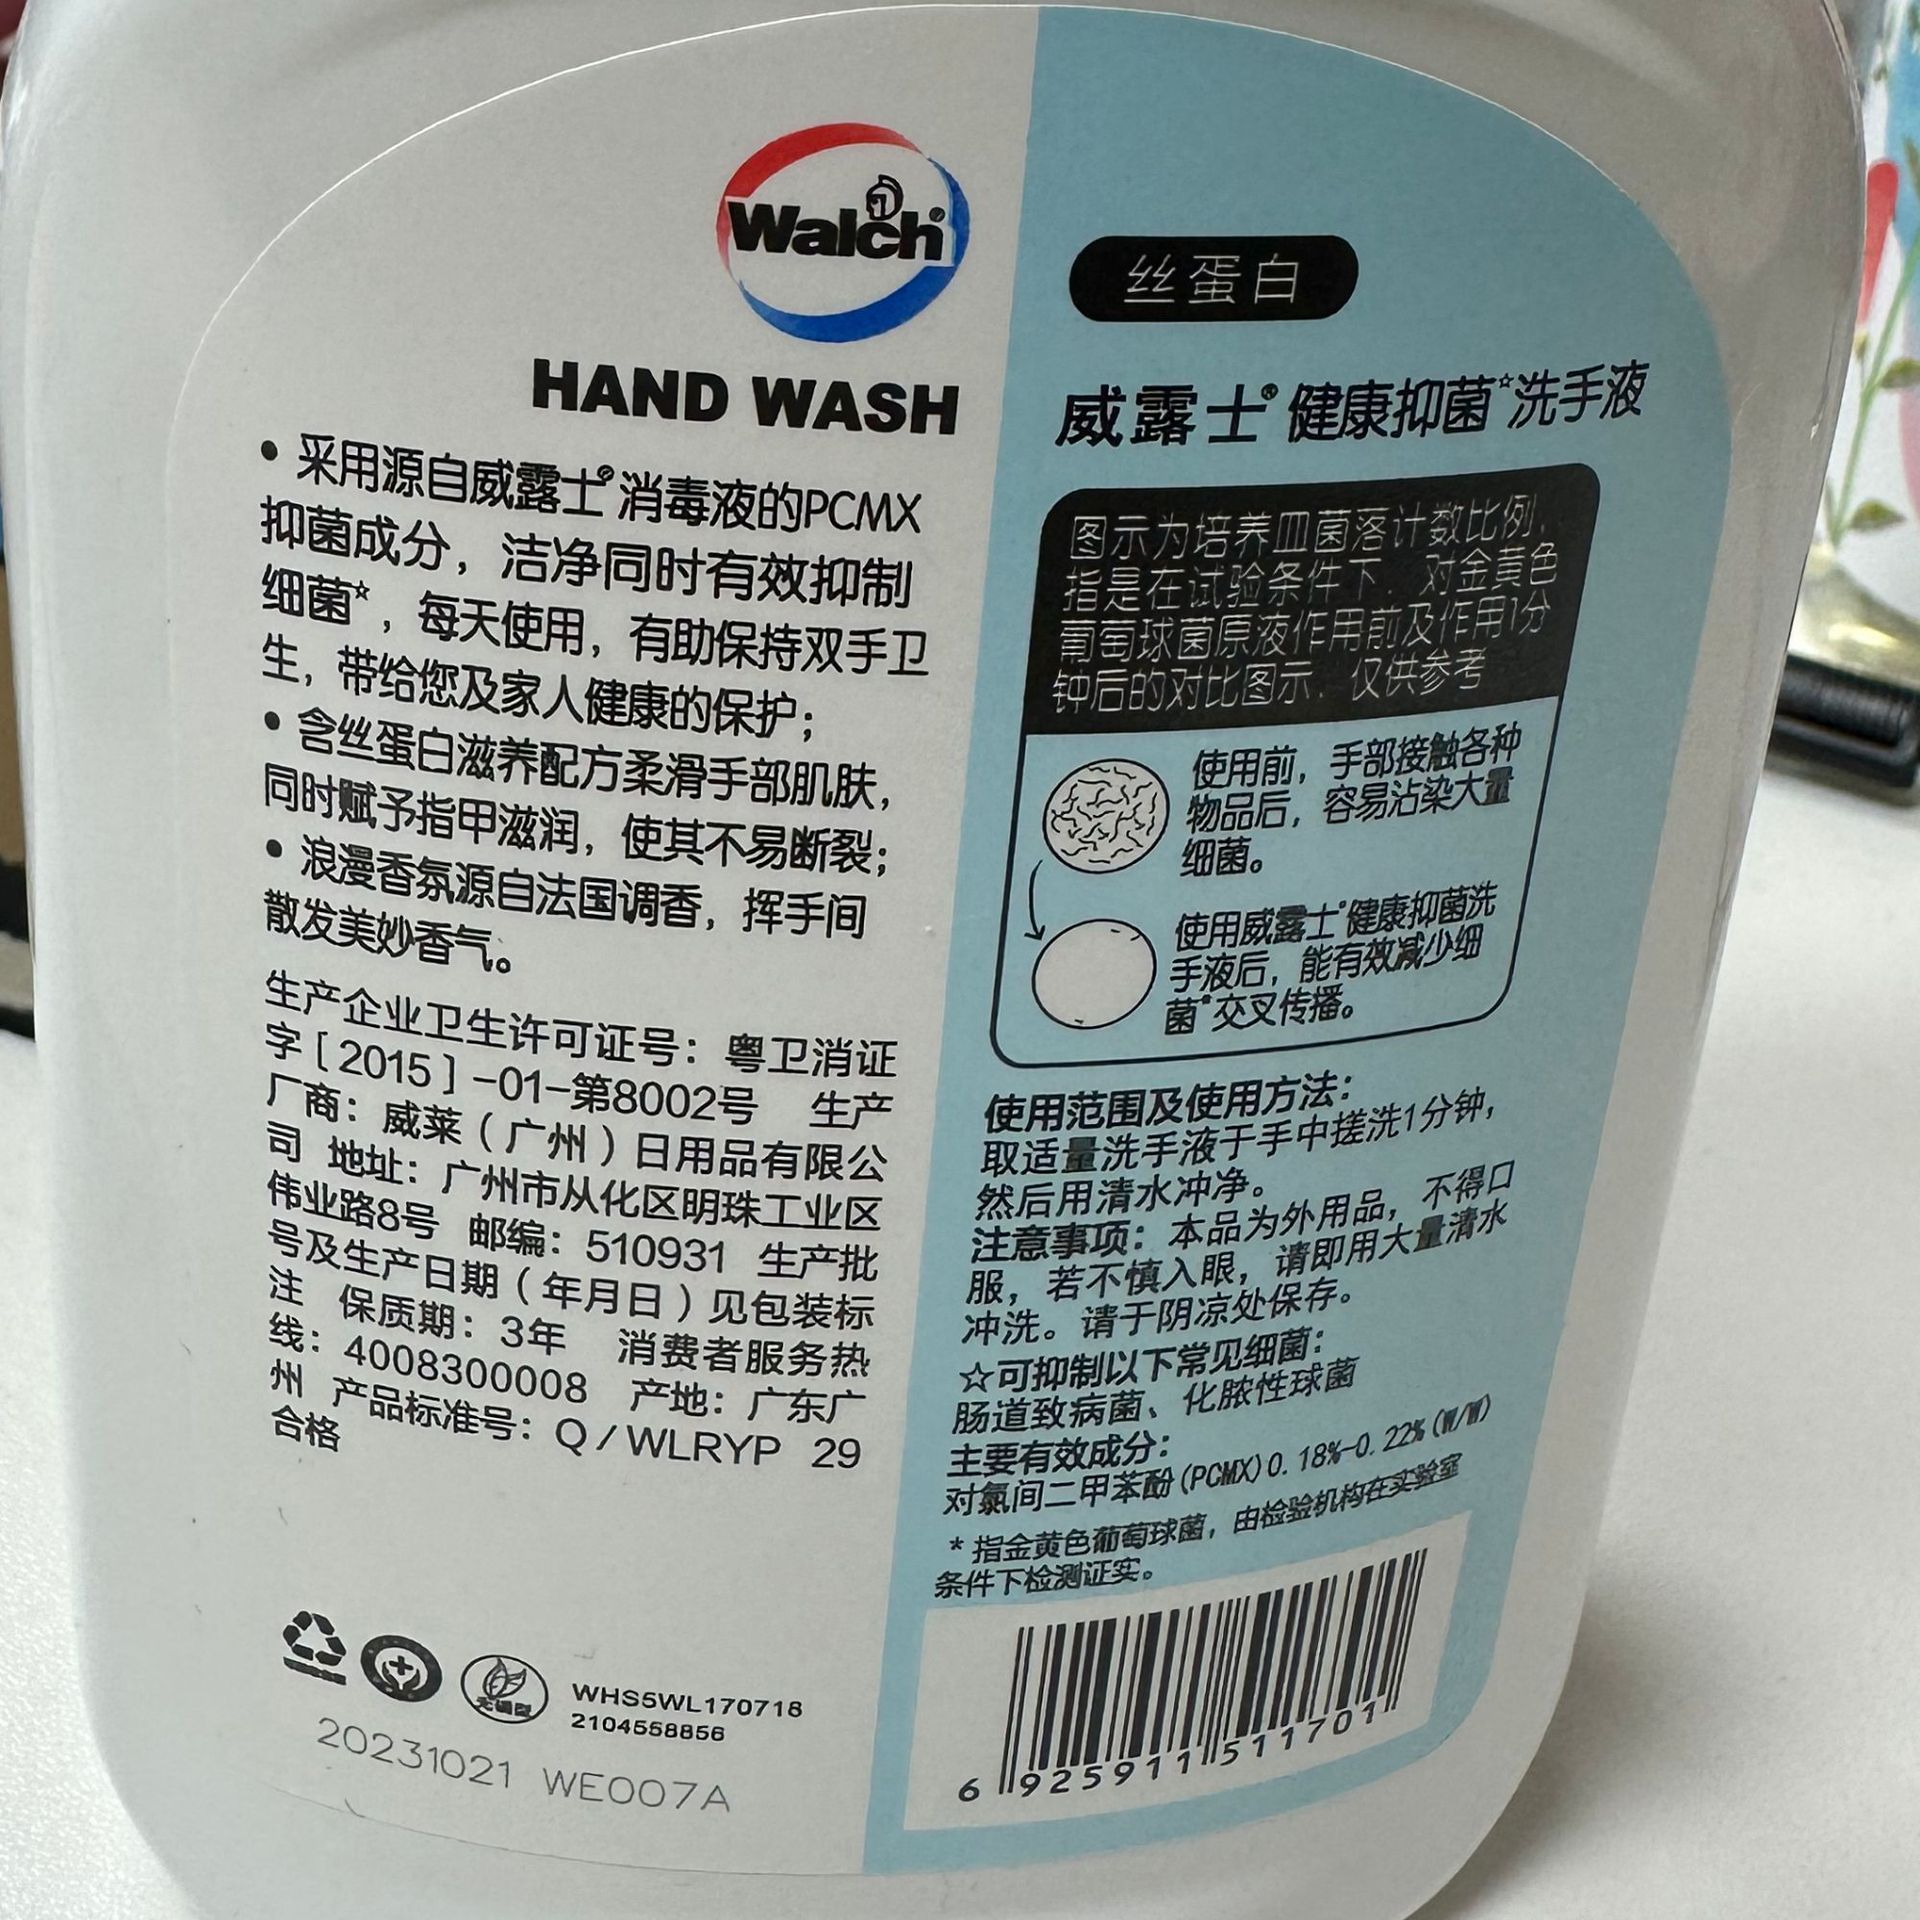 Walch®
HAND WASH
• 采用源自威露士®消毒液的PCMX
抑菌成分，洁净同时有效抑制
细菌☆，每天使用，有助保持双手卫
生，带给您及家人健康的保护；
• 含丝蛋白滋养配方柔滑手部肌肤，
同时赋予指甲滋润，使其不易断裂；
• 浪漫香氛源自法国调香，挥手间
散发美妙香气。
生产企业卫生许可证号：粤卫消证
字[2015]-01-第8002号 生产
厂商：威莱(广州)日用品有限公
司 地址：广州市从化区明珠工业区
伟业路8号 邮编：510931 生产批
号及生产日期(年月日)见包装标
注 保质期：3年 消费者服务热
线：4008300008 产地：广东广
州 产品标准号：Q/WLRYP 29
合格
无磷型
WHS5WL170718
2104558856
20231021 WE007A
丝蛋白
威露士®健康抑菌☆洗手液
图示为培养皿菌落计数比例，
指是在试验条件下，对金黄色
葡萄球菌原液作用前及作用1分
钟后的对比图示，仅供参考
使用前，手部接触各种
物品后，容易沾染大量
细菌。
使用威露士®健康抑菌洗
手液后，能有效减少细
菌*交叉传播。
使用范围及使用方法：
取适量洗手液于手中搓洗1分钟，
然后用清水冲净。
注意事项：本品为外用品，不得口
服，若不慎入眼，请即用大量清水
冲洗。请于阴凉处保存。
☆可抑制以下常见细菌：
肠道致病菌、化脓性球菌
主要有效成分：
对氯间二甲苯酚(PCMX)0.18%-0.22%(W/W)
*指金黄色葡萄球菌，由检验机构在实验室
条件下检测证实。
6 925911 511701